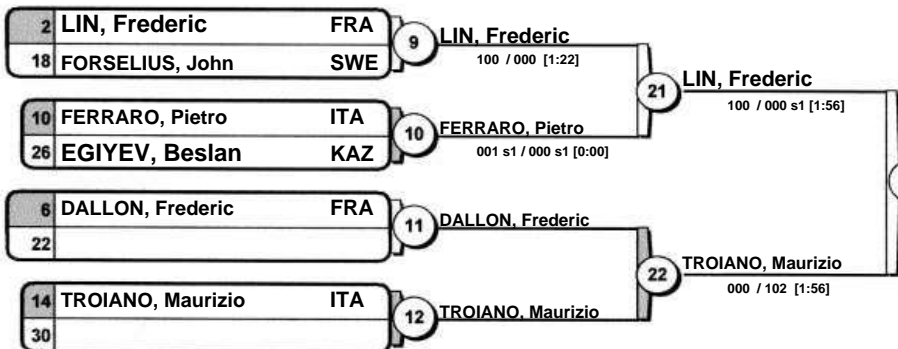 2 LIN, Frederic FRA
18 FORSELIUS, John SWE
9
LIN, Frederic
100 / 000 [1:22]
10 FERRARO, Pietro ITA
26 EGIYEV, Beslan KAZ
10
FERRARO, Pietro
001 s1 / 000 s1 [0:00]
21
LIN, Frederic
100 / 000 s1 [1:56]
6 DALLON, Frederic FRA
22
11
DALLON, Frederic
14 TROIANO, Maurizio ITA
30
12
TROIANO, Maurizio
22
TROIANO, Maurizio
000 / 102 [1:56]